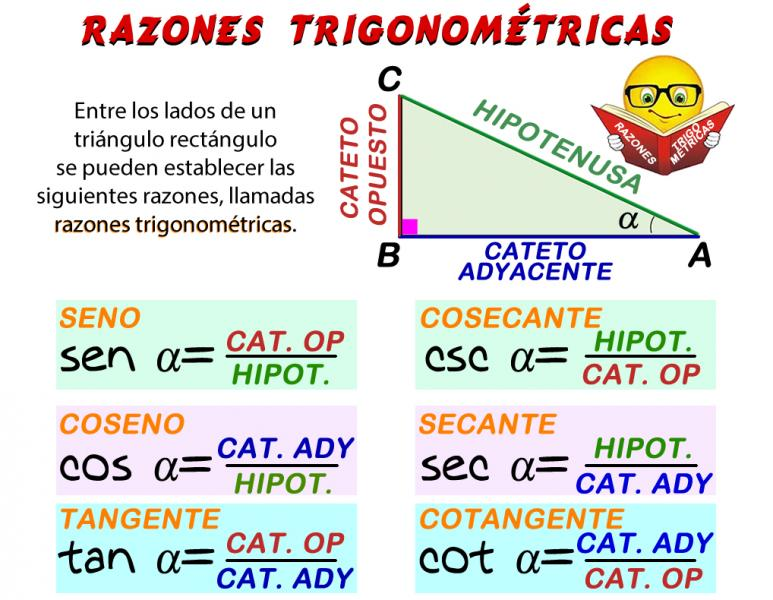 RAZONES TRIGONOMÉTRICAS
Entre los lados de un
triángulo rectángulo
se pueden establecer las
siguientes razones, llamadas
razones trigonométricas.
C
CATETO
OPUESTO
HIPOTENUSA
α
B
A
CATETO
ADYACENTE
RAZONES
TRIGO
METRICAS
SENO
sen α= CAT. OP
HIPOT.
COSECANTE
csc α= HIPOT.
CAT. OP
COSENO
cos α= CAT. ADY
HIPOT.
SECANTE
sec α= HIPOT.
CAT. ADY
TANGENTE
tan α= CAT. OP
CAT. ADY
COTANGENTE
cot α= CAT. ADY
CAT. OP